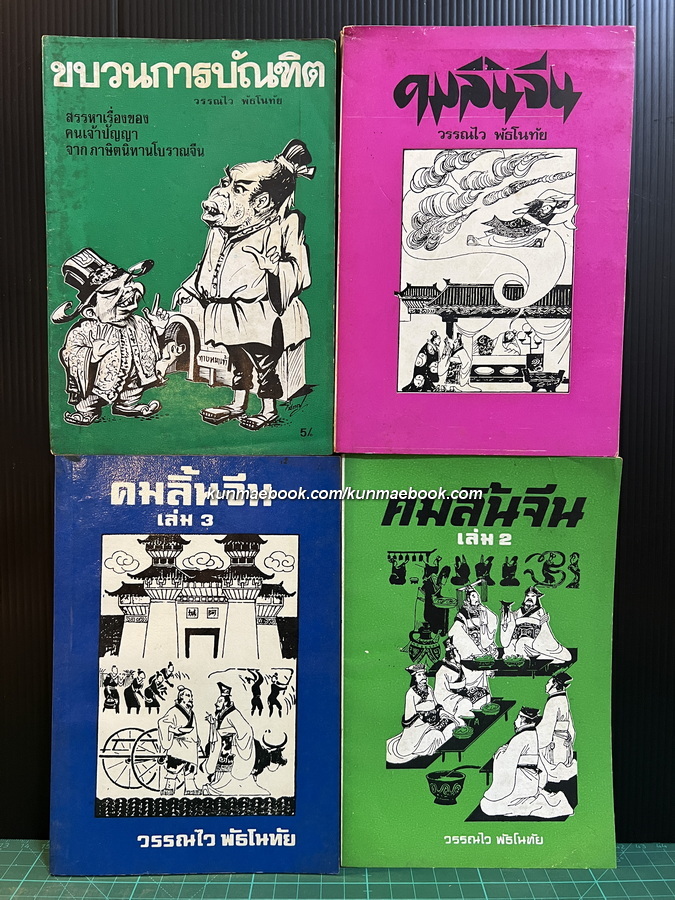 ขบวนการบัณฑิต
วรรณไว พัธโนทัย
สรรหาเรื่องของ
คนเจ้าปัญญา
จากภาษิตนิทานโบราณจีน
5/.
คมลิ้นจีน
วรรณไว พัธโนทัย
kunmaebook.com/kunmaebook.com
คมลิ้นจีน
เล่ม 3
วรรณไว พัธโนทัย
คมลิ้นจีน
เล่ม 2
วรรณไว พัธโนทัย